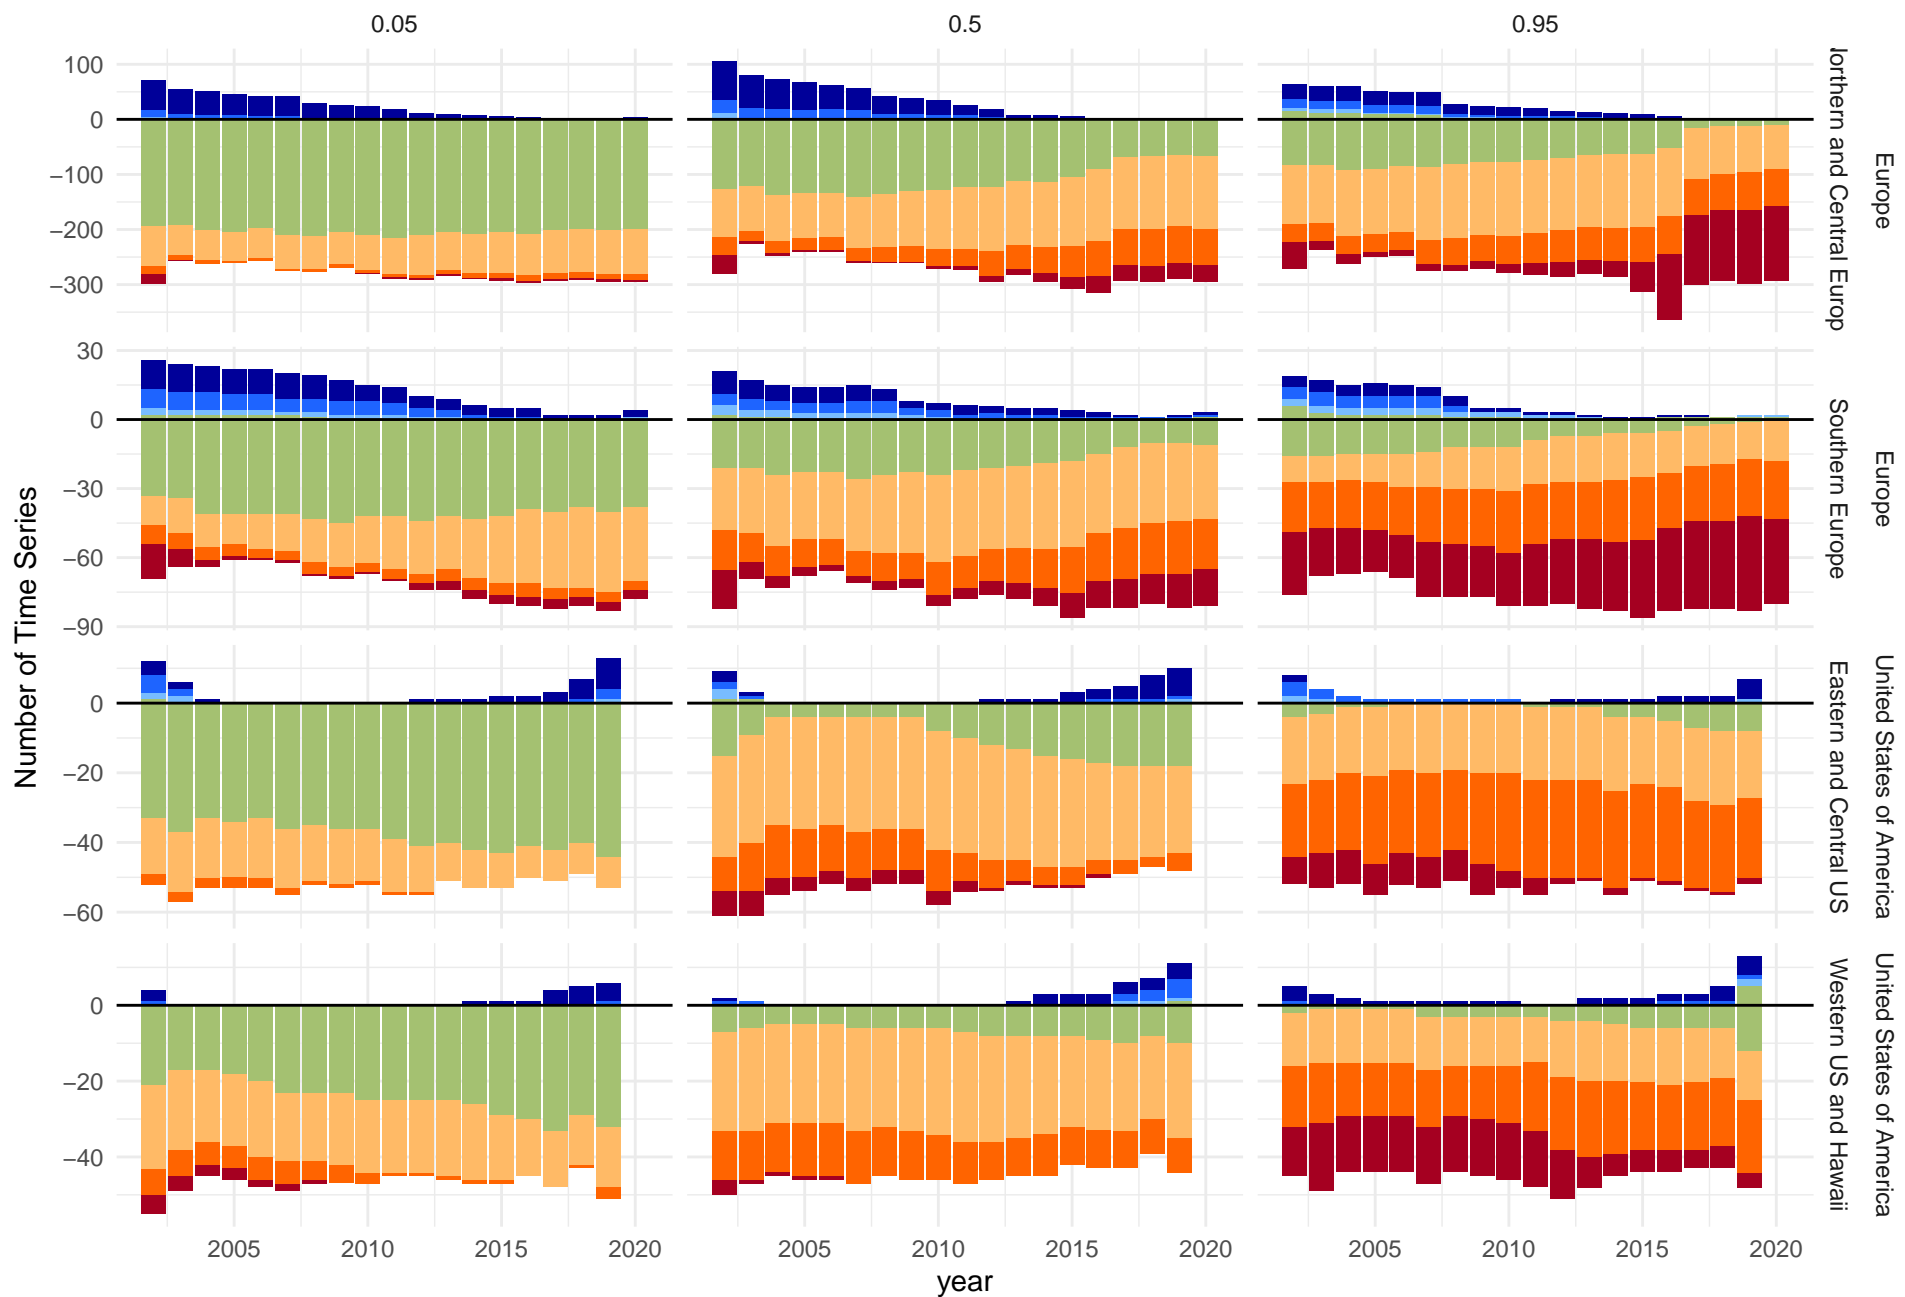 0.05 0.5 0.95
100
0
−100
−200
−300
orthern and Central Europ
Europe
30
0
−30
−60
−90
Southern Europe
Europe
0
−20
−40
−60
Eastern and Central US
United States of America
0
−20
−40
Western US and Hawaii
United States of America
Number of Time Series
2005 2010 2015 2020 2005 2010 2015 2020 2005 2010 2015 2020
year